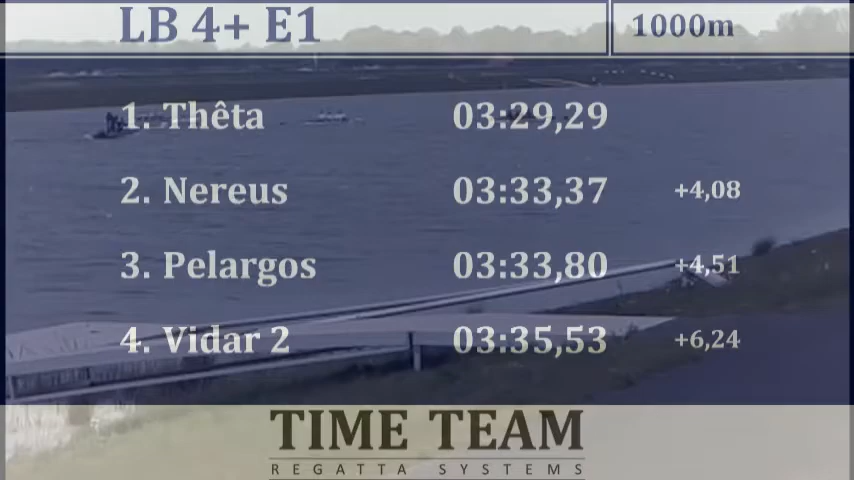 LB 4+ E1 1000m
1. Thêta 03:29,29
2. Nereus 03:33,37 +4,08
3. Pelargos 03:33,80 +4,51
4. Vidar 2 03:35,53 +6,24
TIME TEAM
REGATTA SYSTEMS